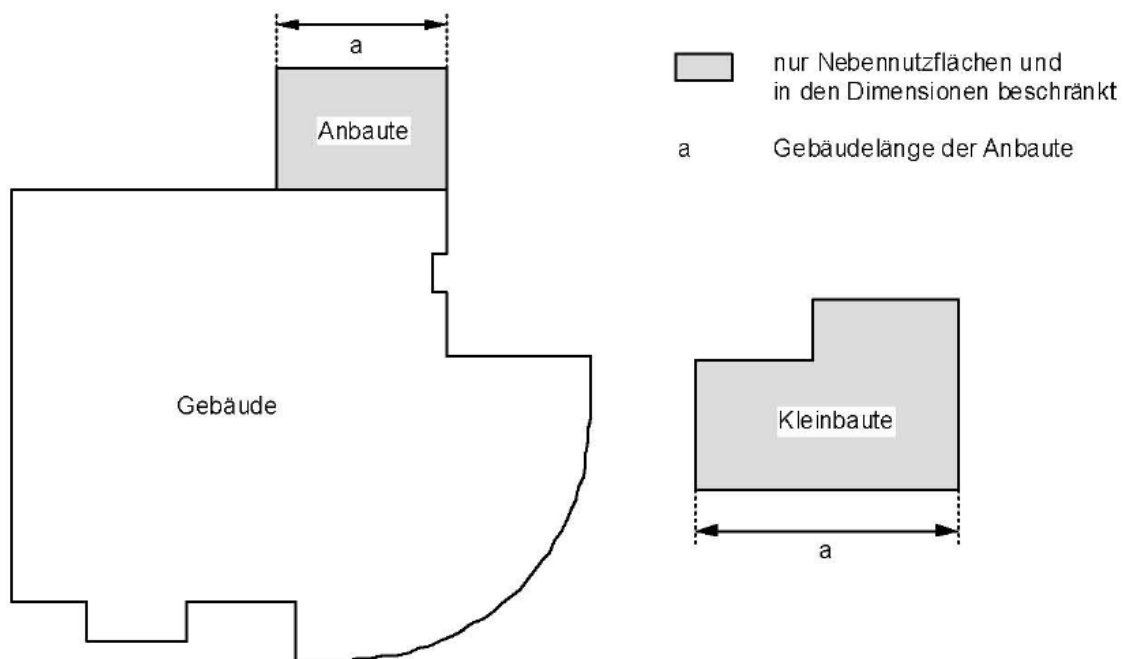 a
Anbaute
Gebäude
nur Nebennutzflächen und
in den Dimensionen beschränkt
a Gebäudelänge der Anbaute
Kleinbaute
a